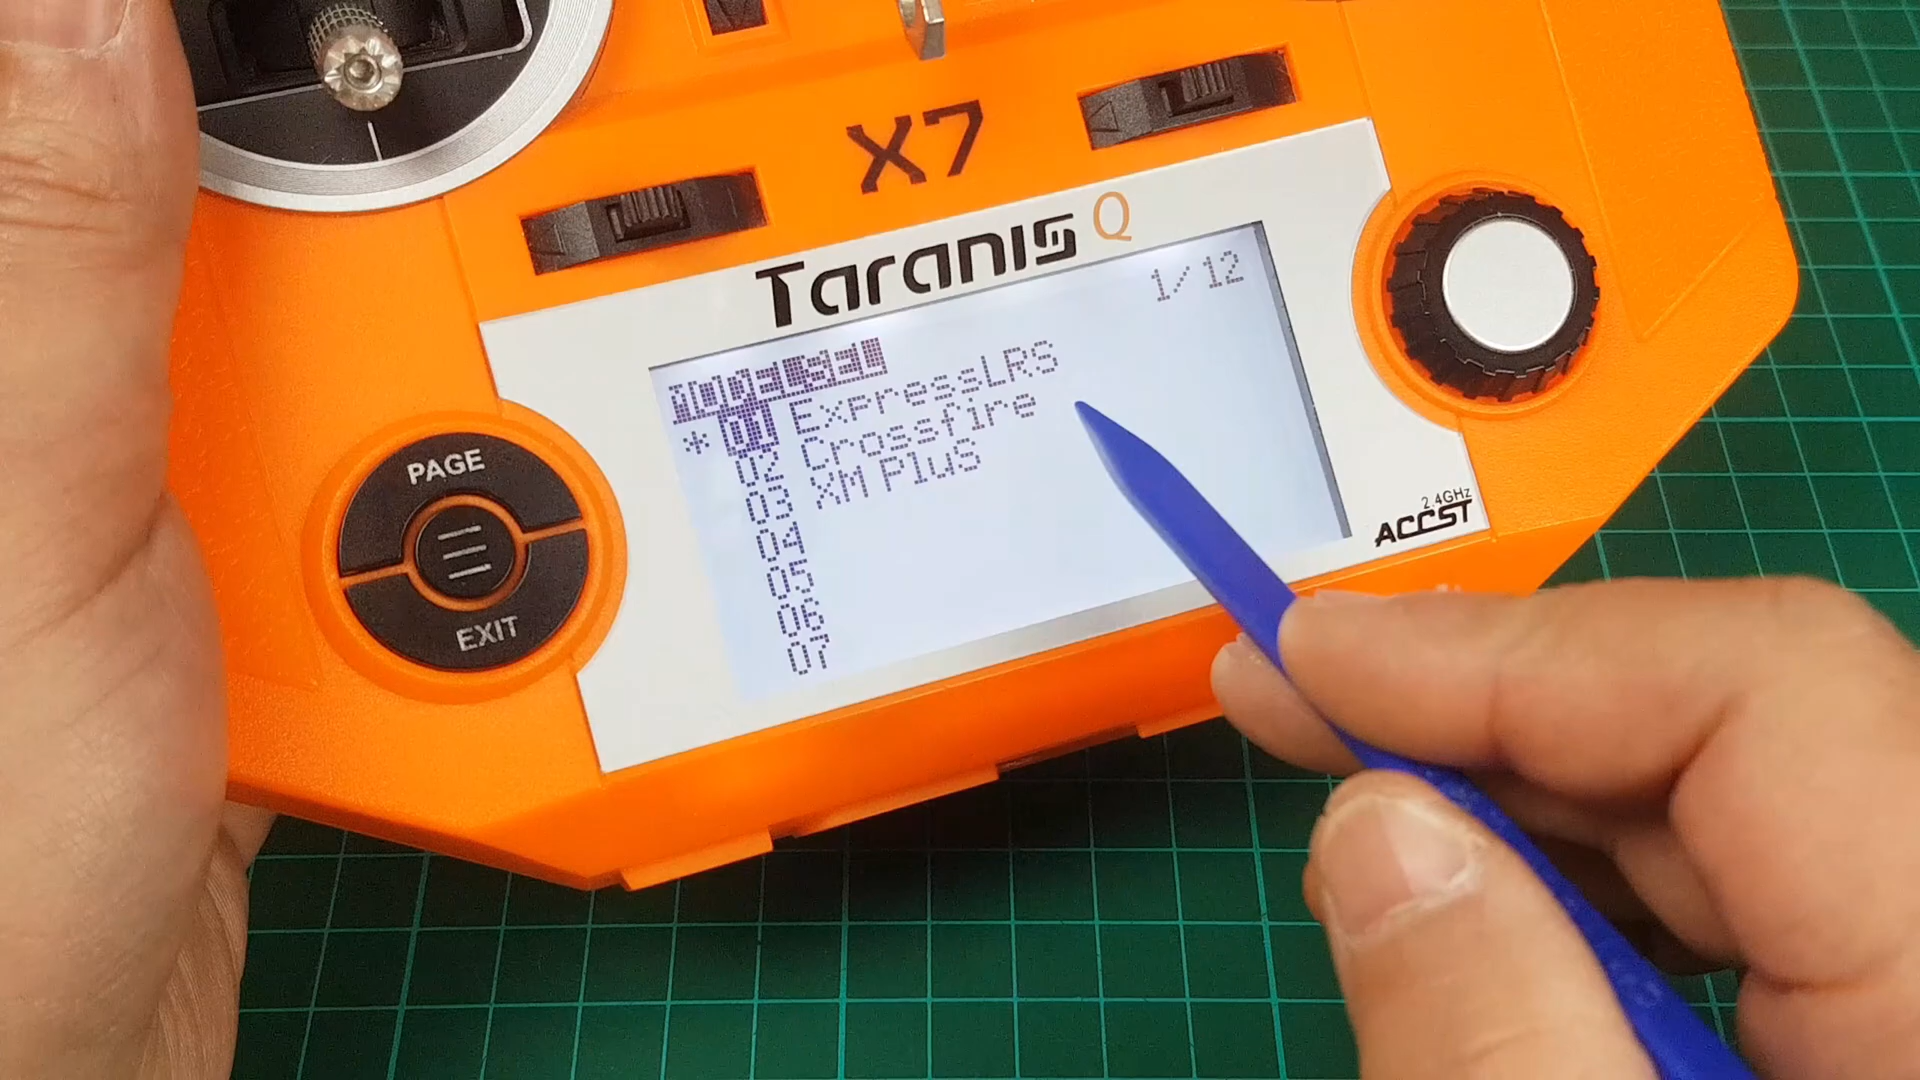 X7
Taranis Q
1/12
* 01 ExpressLRS
02 Crossfire
03 XM Plus
04
05
06
07
PAGE
EXIT
2.4GHz
ACCST